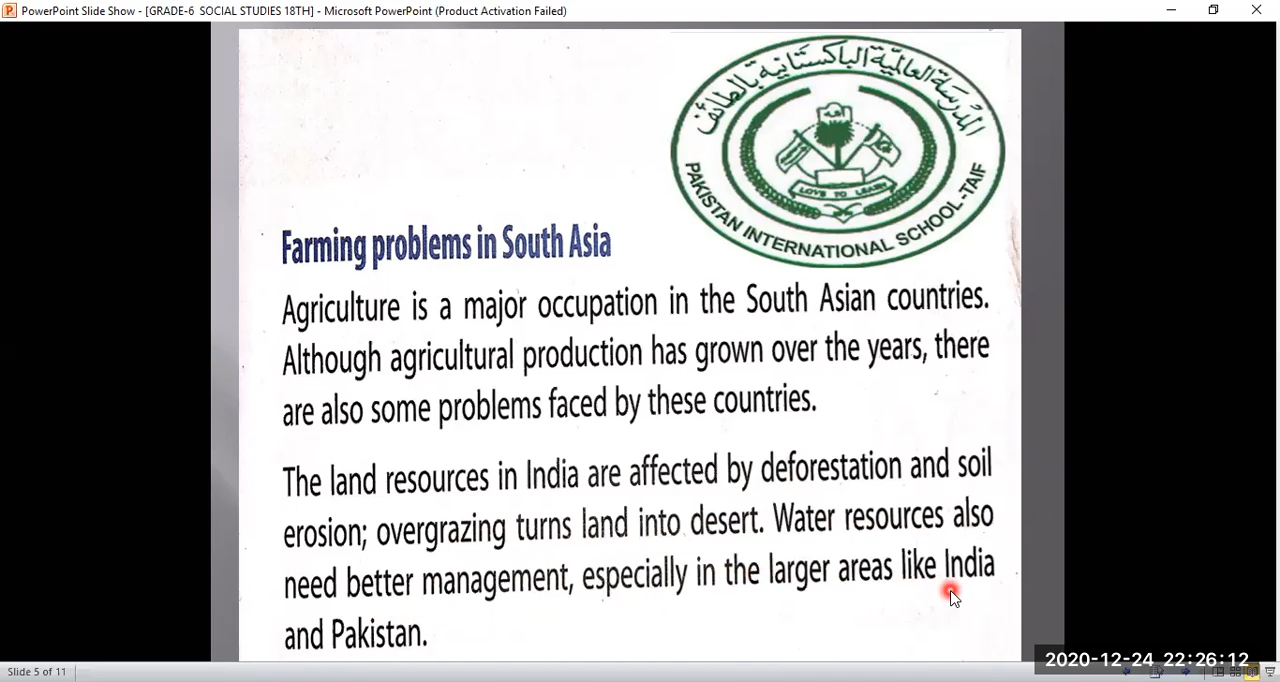 PowerPoint Slide Show - [GRADE-6 SOCIAL STUDIES 18TH] - Microsoft PowerPoint (Product Activation Failed)
المدرسة العالمية الباكستانية بالطائف
LOVE TO LEARN
PAKISTAN INTERNATIONAL SCHOOL -TAIF
Farming problems in South Asia
Agriculture is a major occupation in the South Asian countries.
Although agricultural production has grown over the years, there
are also some problems faced by these countries.
The land resources in India are affected by deforestation and soil
erosion; overgrazing turns land into desert. Water resources also
need better management, especially in the larger areas like India
and Pakistan.
Slide 5 of 11
2020-12-24 22:26:12